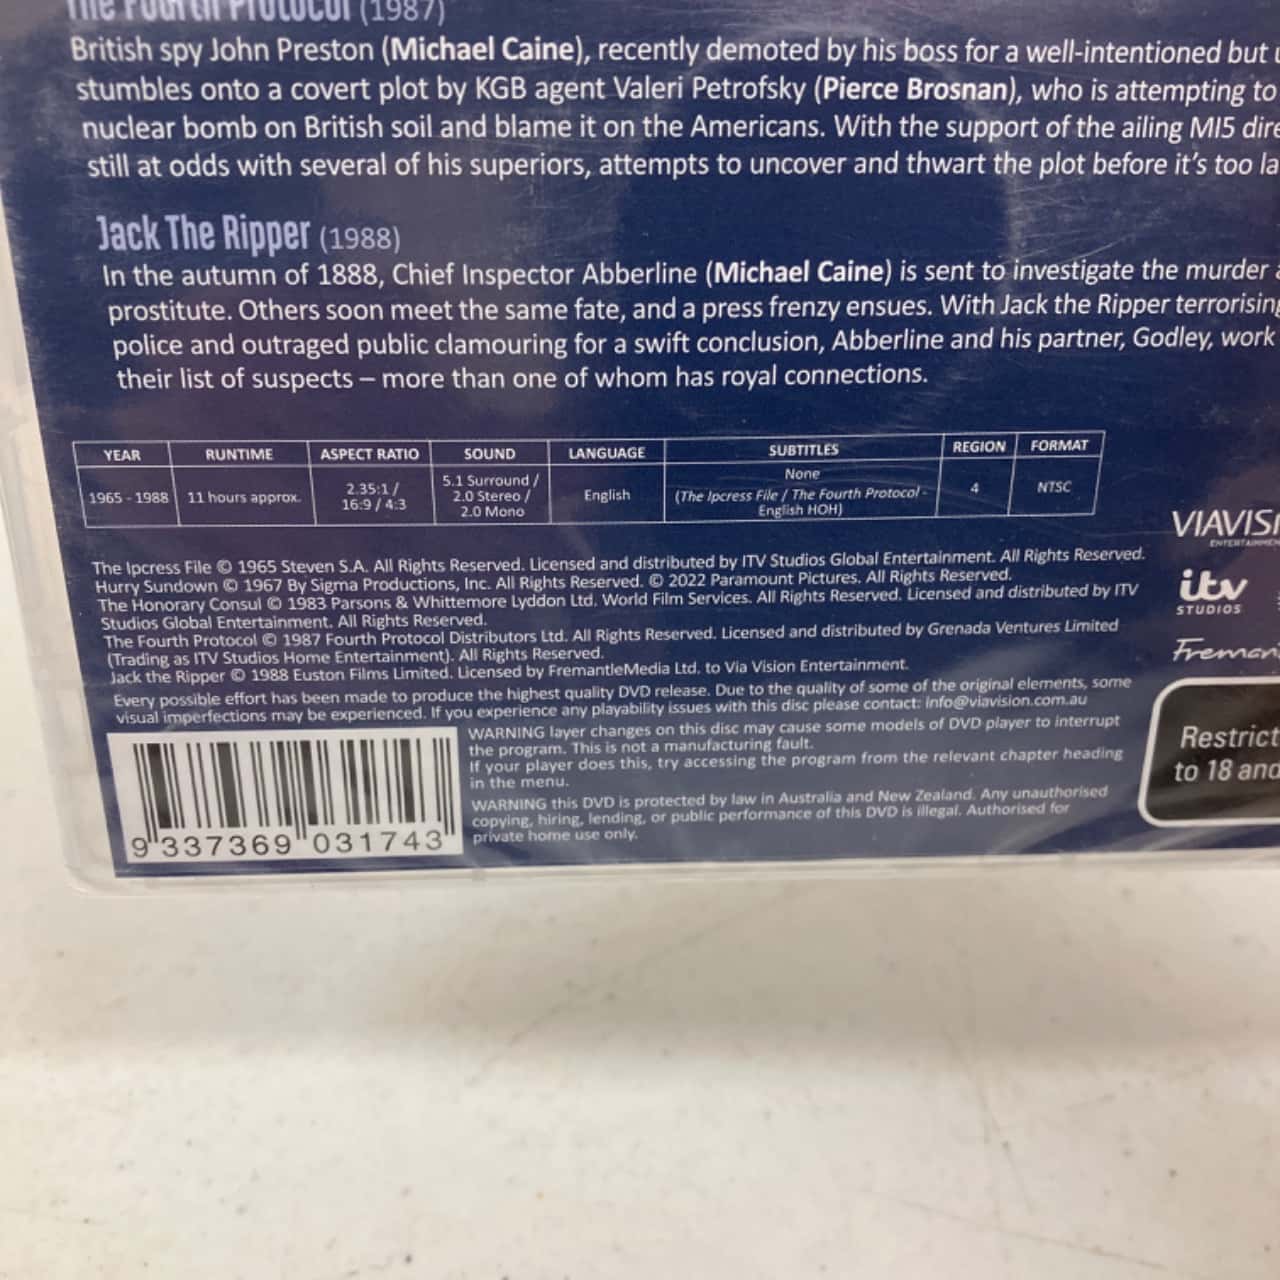 The Fourth Protocol (1987)
British spy John Preston (Michael Caine), recently demoted by his boss for a well-intentioned but
stumbles onto a covert plot by KGB agent Valeri Petrofsky (Pierce Brosnan), who is attempting to
nuclear bomb on British soil and blame it on the Americans. With the support of the ailing MI5 dire
still at odds with several of his superiors, attempts to uncover and thwart the plot before it's too la
Jack The Ripper (1988)
In the autumn of 1888, Chief Inspector Abberline (Michael Caine) is sent to investigate the murder
prostitute. Others soon meet the same fate, and a press frenzy ensues. With Jack the Ripper terrorising
police and outraged public clamouring for a swift conclusion, Abberline and his partner, Godley, work
their list of suspects – more than one of whom has royal connections.
YEAR RUNTIME ASPECT RATIO SOUND LANGUAGE SUBTITLES REGION FORMAT
1965 - 1988 11 hours approx. 2.35:1 / 16:9 / 4:3 5.1 Surround / 2.0 Stereo / 2.0 Mono English None (The Ipcress File / The Fourth Protocol - English HOH) 4 NTSC
The Ipcress File © 1965 Steven S.A. All Rights Reserved. Licensed and distributed by ITV Studios Global Entertainment. All Rights Reserved.
Hurry Sundown © 1967 By Sigma Productions, Inc. All Rights Reserved. © 2022 Paramount Pictures. All Rights Reserved.
The Honorary Consul © 1983 Parsons & Whittemore Lyddon Ltd. World Film Services. All Rights Reserved. Licensed and distributed by ITV
Studios Global Entertainment. All Rights Reserved.
The Fourth Protocol © 1987 Fourth Protocol Distributors Ltd. All Rights Reserved. Licensed and distributed by Grenada Ventures Limited
(Trading as ITV Studios Home Entertainment). All Rights Reserved.
Jack the Ripper © 1988 Euston Films Limited. Licensed by FremantleMedia Ltd. to Via Vision Entertainment.
Every possible effort has been made to produce the highest quality DVD release. Due to the quality of some of the original elements, some
visual imperfections may be experienced. If you experience any playability issues with this disc please contact: info@viavision.com.au
WARNING layer changes on this disc may cause some models of DVD player to interrupt
the program. This is not a manufacturing fault.
If your player does this, try accessing the program from the relevant chapter heading
in the menu.
WARNING this DVD is protected by law in Australia and New Zealand. Any unauthorised
copying, hiring, lending, or public performance of this DVD is illegal. Authorised for
private home use only.
9 337369 031743
VIAVIS
ENTERTAINMEN
itv
STUDIOS
Freman
Restrict
to 18 and